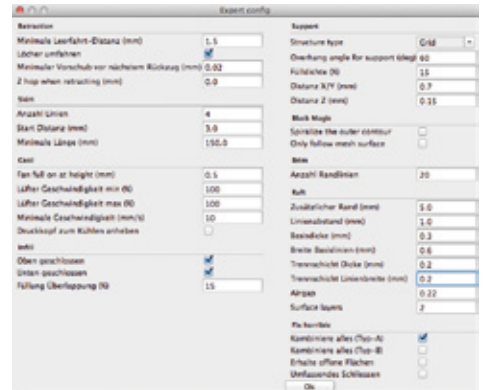 Expert config
Retraction
Minimale Leerfahrt-Distanz (mm) 1.5
Löcher umfahren
Minimaler Vorschub vor nächstem Rückzug (mm) 0.02
Z hop when retracting (mm) 0.0
Skirt
Anzahl Linien 4
Start Distanz (mm) 3.0
Minimale Länge (mm) 150.0
Cool
Fan full on at height (mm) 0.5
Lüfter Geschwindigkeit min (%) 100
Lüfter Geschwindigkeit max (%) 100
Minimale Geschwindigkeit (mm/s) 10
Druckkopf zum Kühlen anheben
Infill
Oben geschlossen
Unten geschlossen
Füllung Überlappung (%) 15
Support
Structure type Grid
Overhang angle for support (deg) 60
Fülldichte (%) 15
Distanz X/Y (mm) 0.7
Distanz Z (mm) 0.15
Black Magic
Spiralize the outer contour
Only follow mesh surface
Brim
Anzahl Randlinien 20
Raft
Zusätzlicher Rand (mm) 5.0
Linienabstand (mm) 1.0
Basisdicke (mm) 0.3
Breite Basislinien (mm) 0.6
Trennschicht Dicke (mm) 0.2
Trennschicht Linienbreite (mm) 0.2
Airgap 0.22
Surface layers 2
Fix horrible
Kombiniere alles (Typ-A)
Kombiniere alles (Typ-B)
Erhalte offene Flächen
Umfassendes Schliessen
Ok